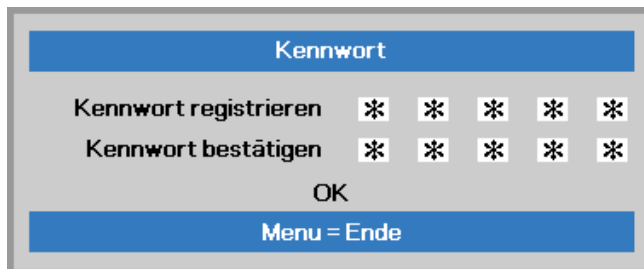 Kennwort
Kennwort registrieren * * * * *
Kennwort bestätigen * * * * *
OK
Menu = Ende